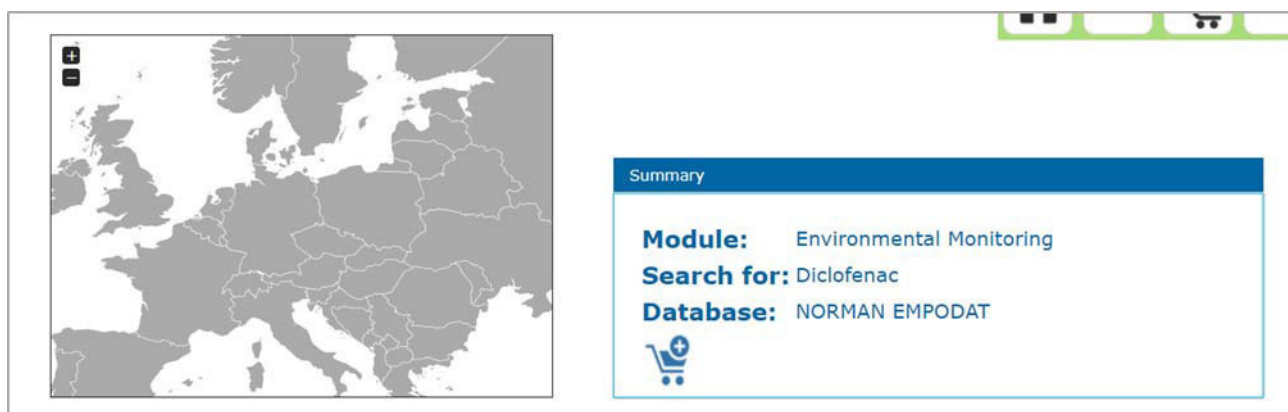 Summary
Module: Environmental Monitoring
Search for: Diclofenac
Database: NORMAN EMPODAT